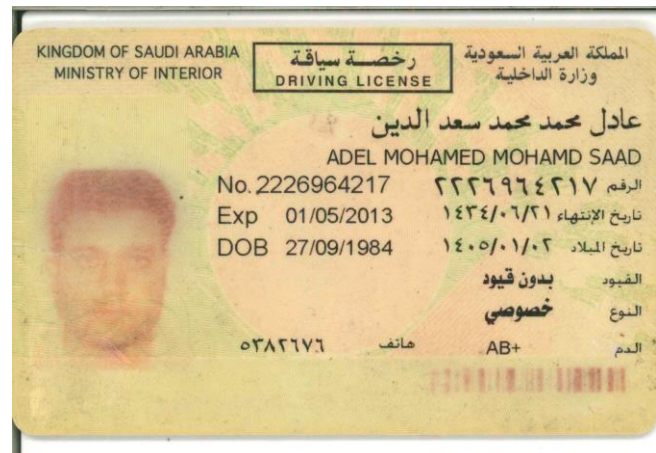 KINGDOM OF SAUDI ARABIA
MINISTRY OF INTERIOR
رخصة سياقة
DRIVING LICENSE
المملكة العربية السعودية
وزارة الداخلية
عادل محمد محمد سعد الدين
ADEL MOHAMED MOHAMD SAAD
No. 2226964217 الرقم ٢٢٢٦٩٦٤٢١٧
Exp 01/05/2013 تاريخ الإنتهاء ١٤٣٤/٠٦/٢١
DOB 27/09/1984 تاريخ الميلاد ١٤٠٥/٠١/٠٢
القيود بدون قيود
النوع خصوصي
الدم AB+ هاتف ٠٥٣٨٢٦٧٦